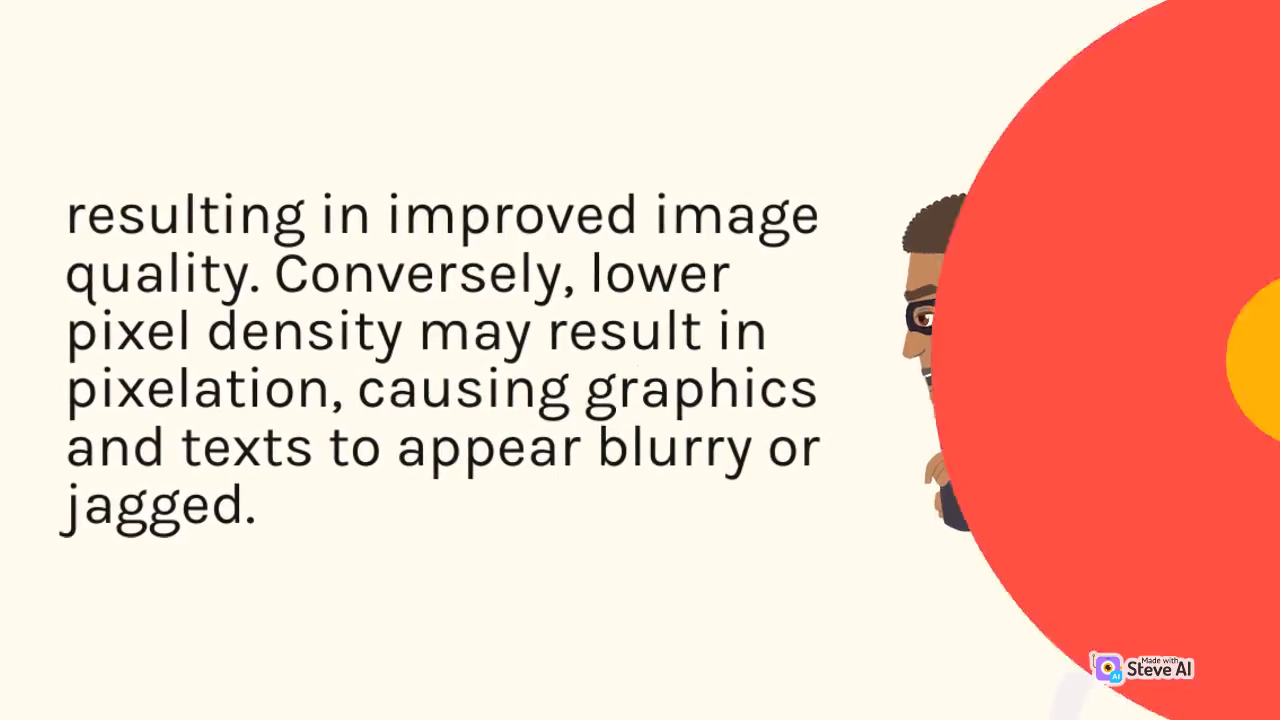 resulting in improved image
quality. Conversely, lower
pixel density may result in
pixelation, causing graphics
and texts to appear blurry or
jagged.
Made with
Steve AI
AI